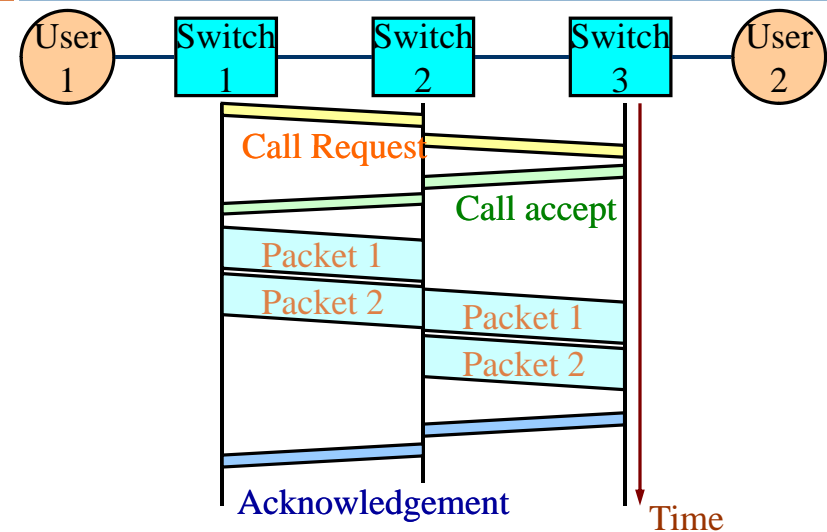 User
1
Switch
1
Switch
2
Switch
3
User
2
Call Request
Call accept
Packet 1
Packet 2
Packet 1
Packet 2
Acknowledgement
Time